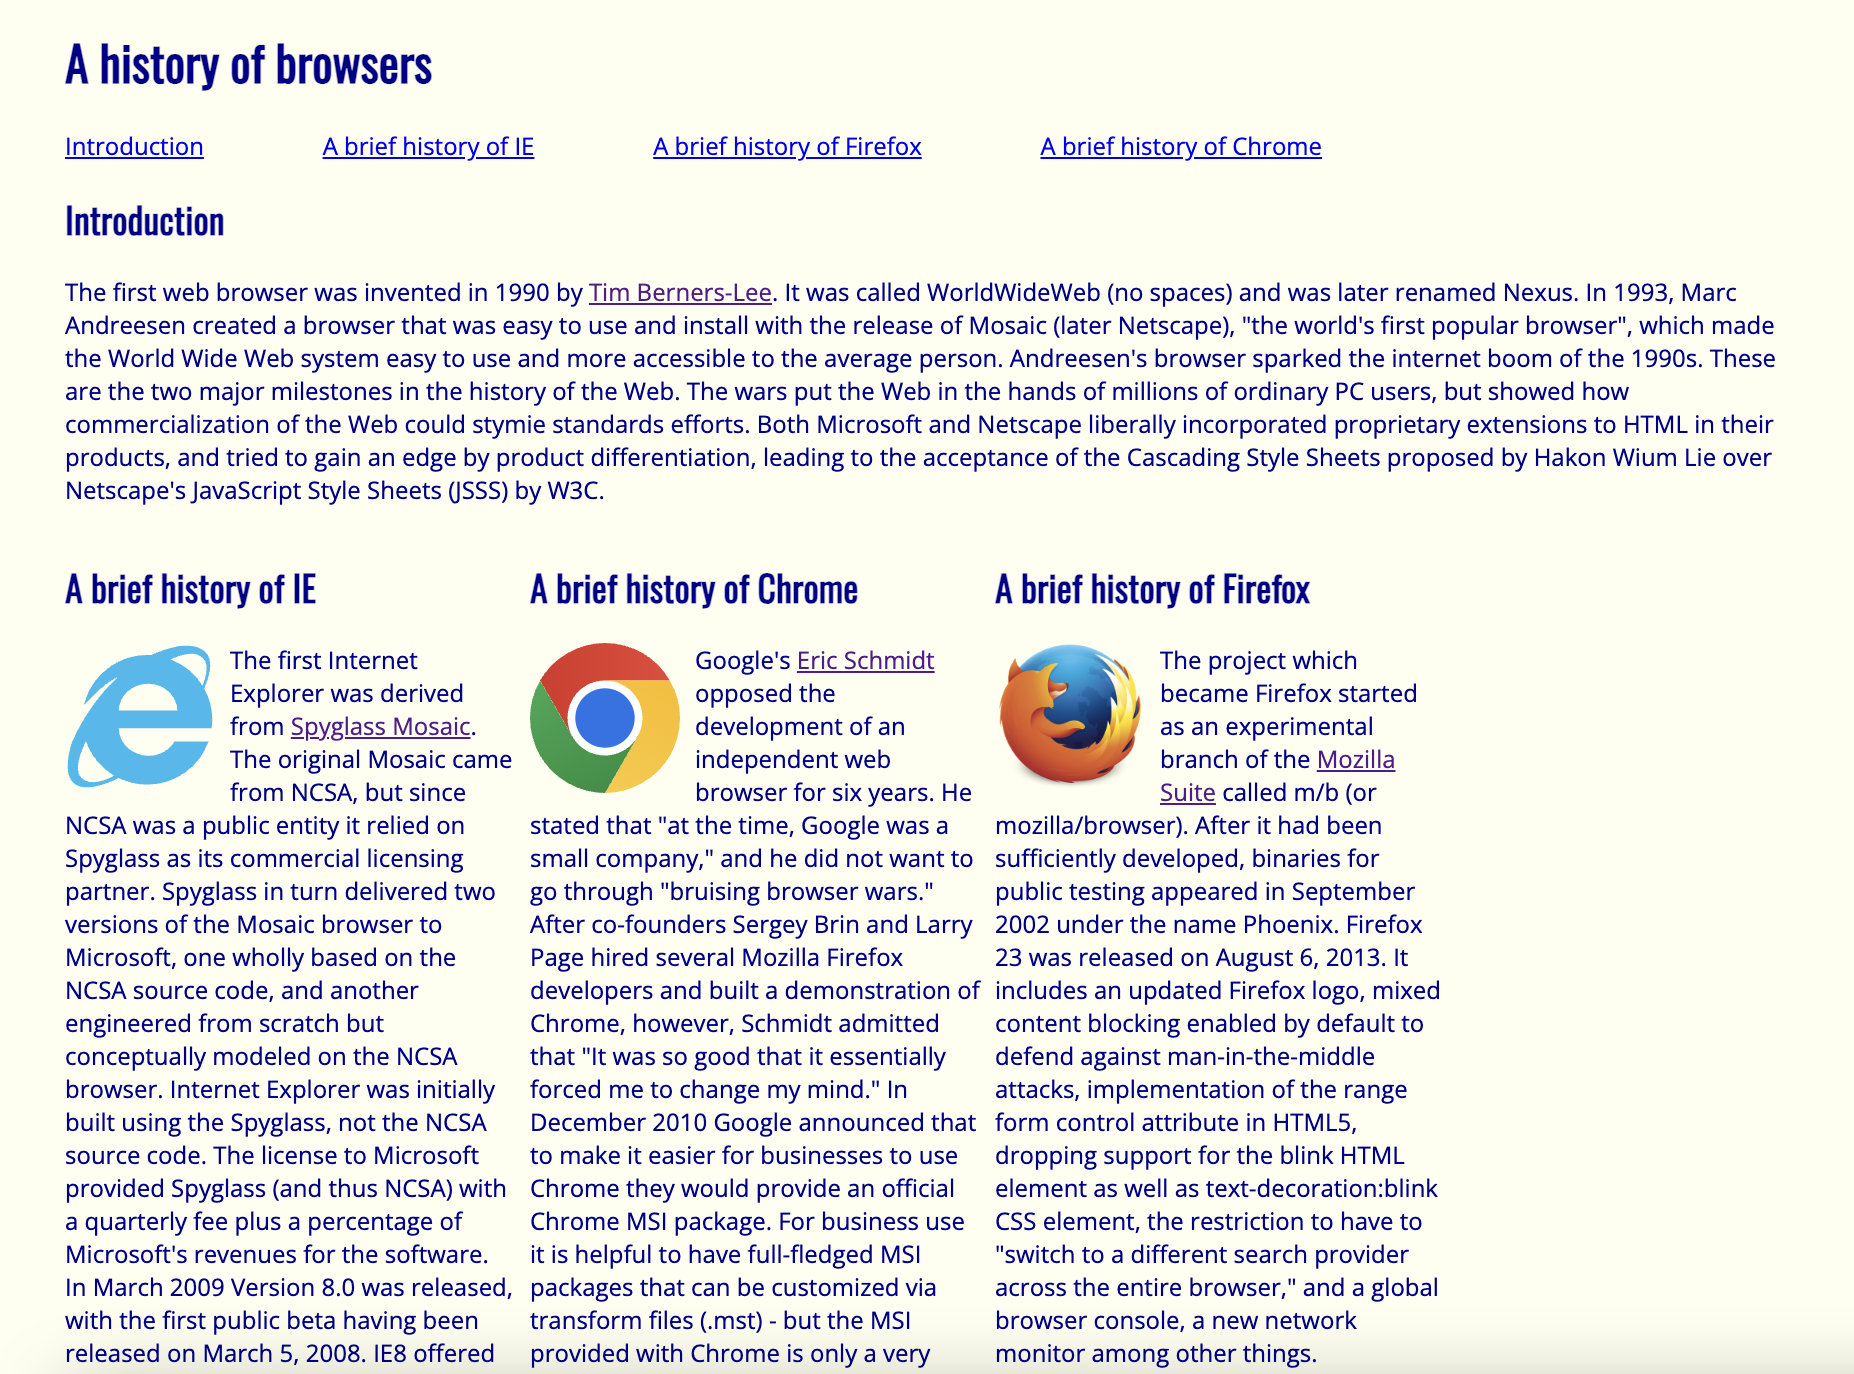 A history of browsers
Introduction
A brief history of IE
A brief history of Firefox
A brief history of Chrome
Introduction
The first web browser was invented in 1990 by Tim Berners-Lee. It was called WorldWideWeb (no spaces) and was later renamed Nexus. In 1993, Marc
Andreesen created a browser that was easy to use and install with the release of Mosaic (later Netscape), "the world's first popular browser", which made
the World Wide Web system easy to use and more accessible to the average person. Andreesen's browser sparked the internet boom of the 1990s. These
are the two major milestones in the history of the Web. The wars put the Web in the hands of millions of ordinary PC users, but showed how
commercialization of the Web could stymie standards efforts. Both Microsoft and Netscape liberally incorporated proprietary extensions to HTML in their
products, and tried to gain an edge by product differentiation, leading to the acceptance of the Cascading Style Sheets proposed by Hakon Wium Lie over
Netscape's JavaScript Style Sheets (JSSS) by W3C.
A brief history of IE
The first Internet
Explorer was derived
from Spyglass Mosaic.
The original Mosaic came
from NCSA, but since
NCSA was a public entity it relied on
Spyglass as its commercial licensing
partner. Spyglass in turn delivered two
versions of the Mosaic browser to
Microsoft, one wholly based on the
NCSA source code, and another
engineered from scratch but
conceptually modeled on the NCSA
browser. Internet Explorer was initially
built using the Spyglass, not the NCSA
source code. The license to Microsoft
provided Spyglass (and thus NCSA) with
a quarterly fee plus a percentage of
Microsoft's revenues for the software.
In March 2009 Version 8.0 was released,
with the first public beta having been
released on March 5, 2008. IE8 offered
A brief history of Chrome
Google's Eric Schmidt
opposed the
development of an
independent web
browser for six years. He
stated that "at the time, Google was a
small company," and he did not want to
go through "bruising browser wars."
After co-founders Sergey Brin and Larry
Page hired several Mozilla Firefox
developers and built a demonstration of
Chrome, however, Schmidt admitted
that "It was so good that it essentially
forced me to change my mind." In
December 2010 Google announced that
to make it easier for businesses to use
Chrome they would provide an official
Chrome MSI package. For business use
it is helpful to have full-fledged MSI
packages that can be customized via
transform files (.mst) - but the MSI
provided with Chrome is only a very
A brief history of Firefox
The project which
became Firefox started
as an experimental
branch of the Mozilla
Suite called m/b (or
mozilla/browser). After it had been
sufficiently developed, binaries for
public testing appeared in September
2002 under the name Phoenix. Firefox
23 was released on August 6, 2013. It
includes an updated Firefox logo, mixed
content blocking enabled by default to
defend against man-in-the-middle
attacks, implementation of the range
form control attribute in HTML5,
dropping support for the blink HTML
element as well as text-decoration:blink
CSS element, the restriction to have to
"switch to a different search provider
across the entire browser," and a global
browser console, a new network
monitor among other things.